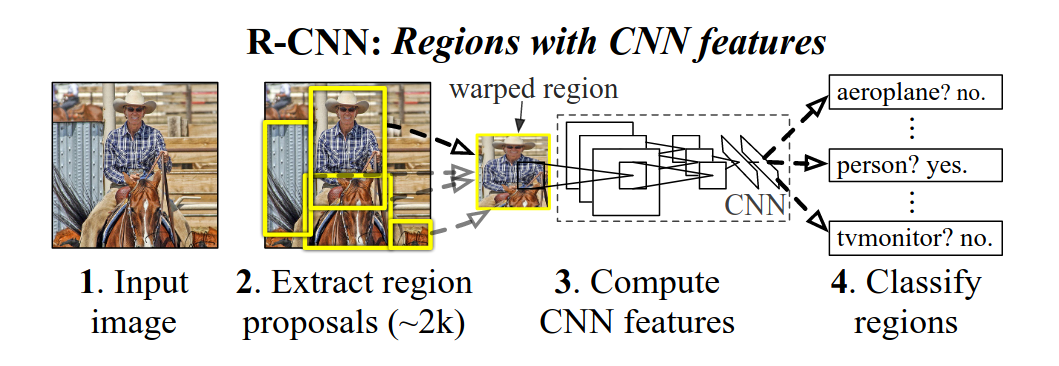 R-CNN: Regions with CNN features
warped region
aeroplane? no.
⋮
person? yes.
⋮
tvmonitor? no.
CNN
1. Input
image
2. Extract region
proposals (~2k)
3. Compute
CNN features
4. Classify
regions